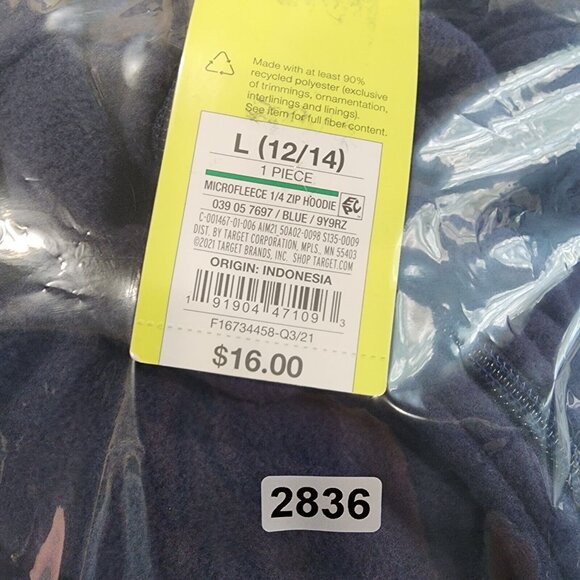 Made with at least 90%
recycled polyester (exclusive
of trimmings, ornamentation,
interlinings and linings).
See item for full fiber content.
L (12/14)
1 PIECE
MICROFLEECE 1/4 ZIP HOODIE
039 05 7697 / BLUE / 9Y9RZ
C-001467-01-006 AIM21 50A02-0098 S135-0009
DIST. BY TARGET CORPORATION, MPLS, MN 55403
©2021 TARGET BRANDS, INC. SHOP TARGET.COM
ORIGIN: INDONESIA
1 91904 47109 3
F16734458-Q3/21
$16.00
2836